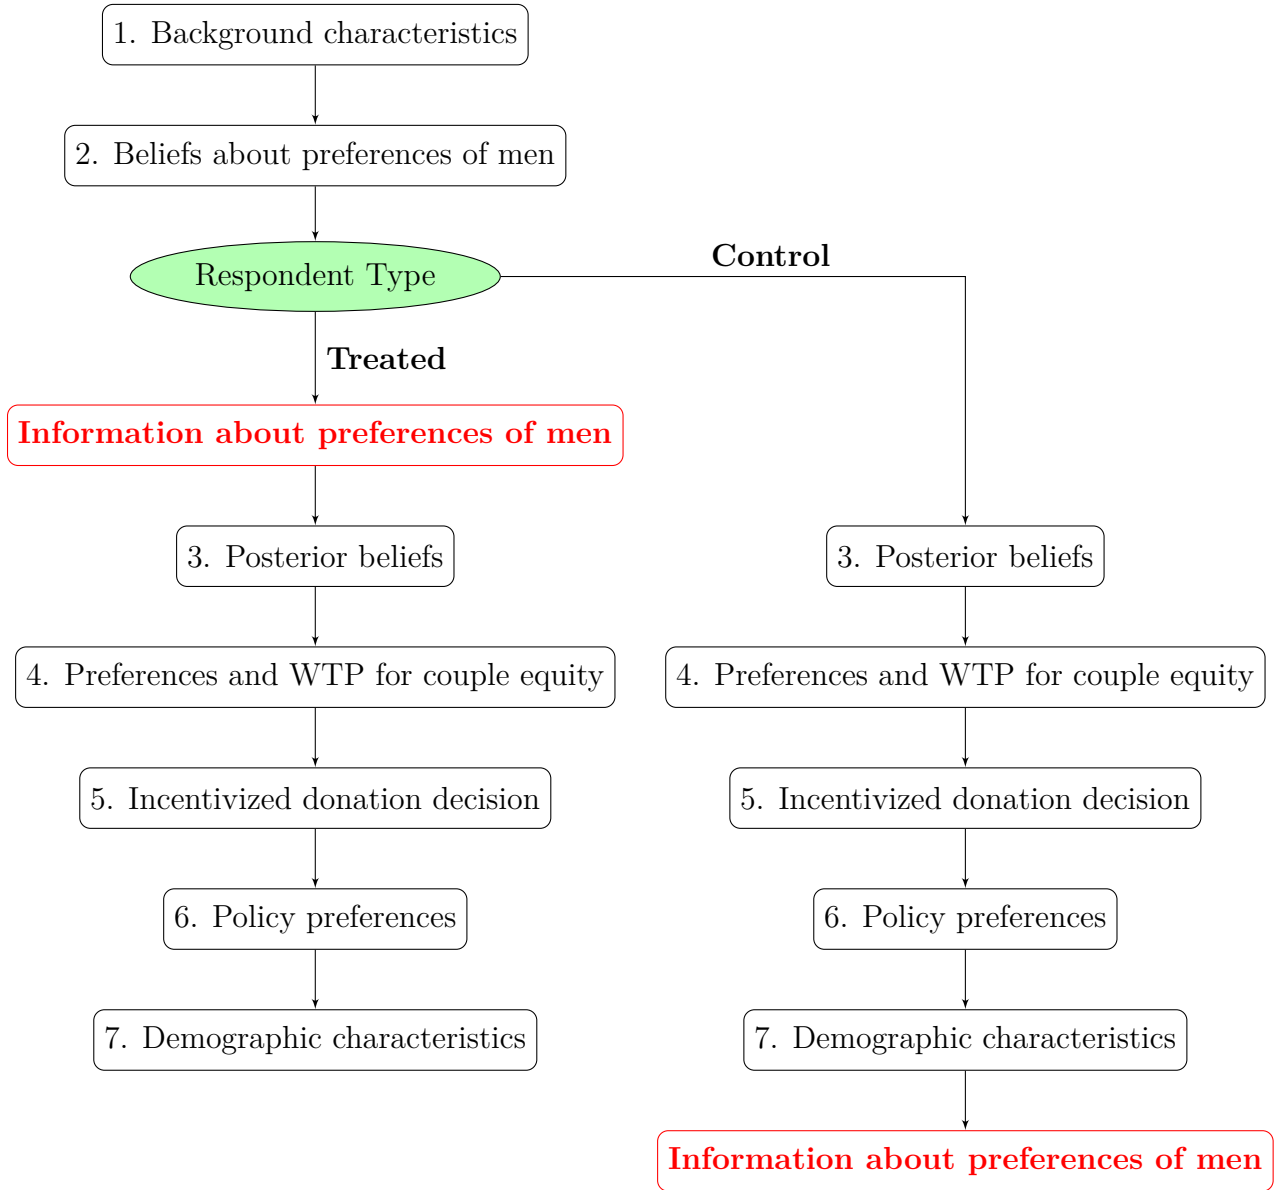 1. Background characteristics
2. Beliefs about preferences of men
Respondent Type
Control
Treated
Information about preferences of men
3. Posterior beliefs
4. Preferences and WTP for couple equity
5. Incentivized donation decision
6. Policy preferences
7. Demographic characteristics
3. Posterior beliefs
4. Preferences and WTP for couple equity
5. Incentivized donation decision
6. Policy preferences
7. Demographic characteristics
Information about preferences of men